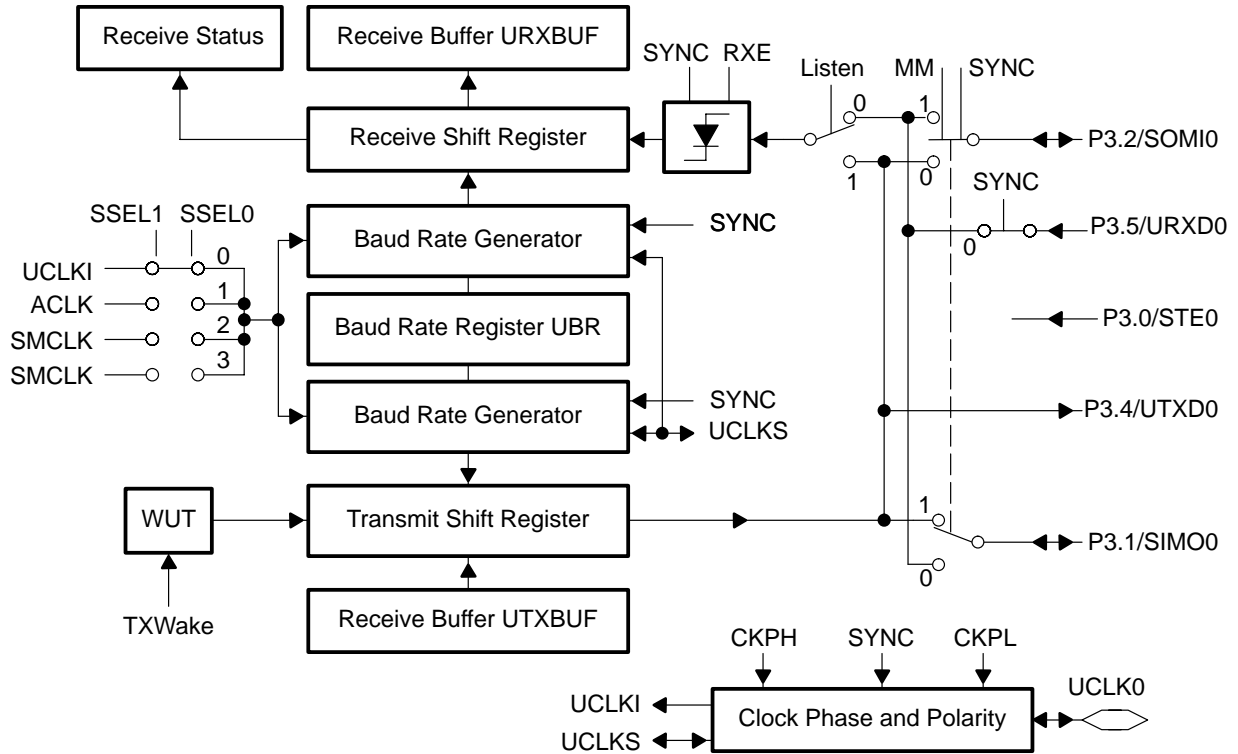 Receive Status
Receive Buffer URXBUF
SYNC RXE
Listen
MM
SYNC
0
1
Receive Shift Register
P3.2/SOMI0
1
0
SYNC
SSEL1 SSEL0
Baud Rate Generator
SYNC
0
P3.5/URXD0
UCLKI
0
ACLK
1
Baud Rate Register UBR
P3.0/STE0
SMCLK
2
SMCLK
3
Baud Rate Generator
SYNC
UCLKS
P3.4/UTXD0
WUT
Transmit Shift Register
1
P3.1/SIMO0
0
TXWake
Receive Buffer UTXBUF
CKPH SYNC CKPL
UCLK0
UCLKI
Clock Phase and Polarity
UCLKS